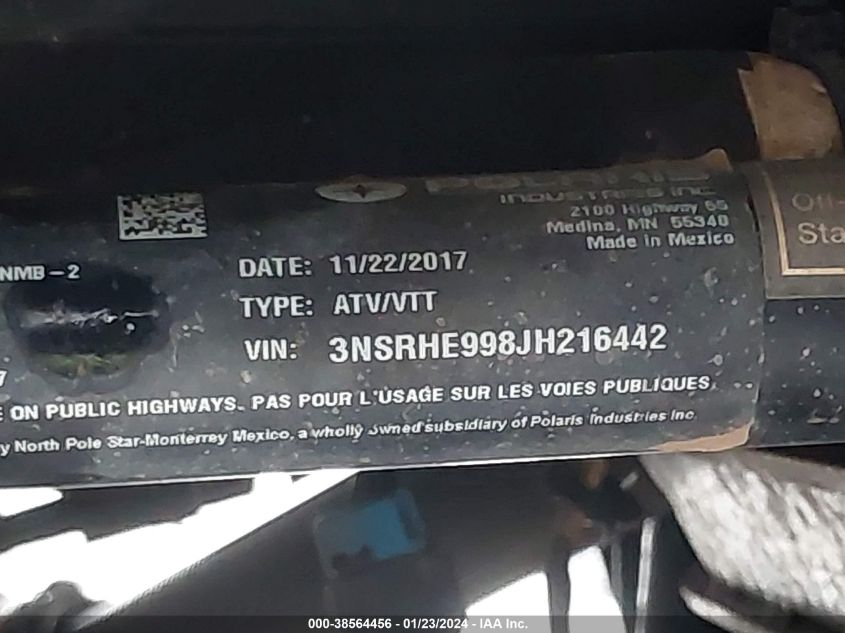 POLARIS
INDUSTRIES INC.
2100 Highway 55
Medina, MN 55340
Made in Mexico
Off-
Sta
NMB-2
DATE: 11/22/2017
TYPE: ATV/VTT
VIN: 3NSRHE998JH216442
7
E ON PUBLIC HIGHWAYS. PAS POUR L'USAGE SUR LES VOIES PUBLIQUES.
y North Pole Star-Monterrey Mexico, a wholly owned subsidiary of Polaris Industries Inc.
000-38564456 - 01/23/2024 - IAA Inc.